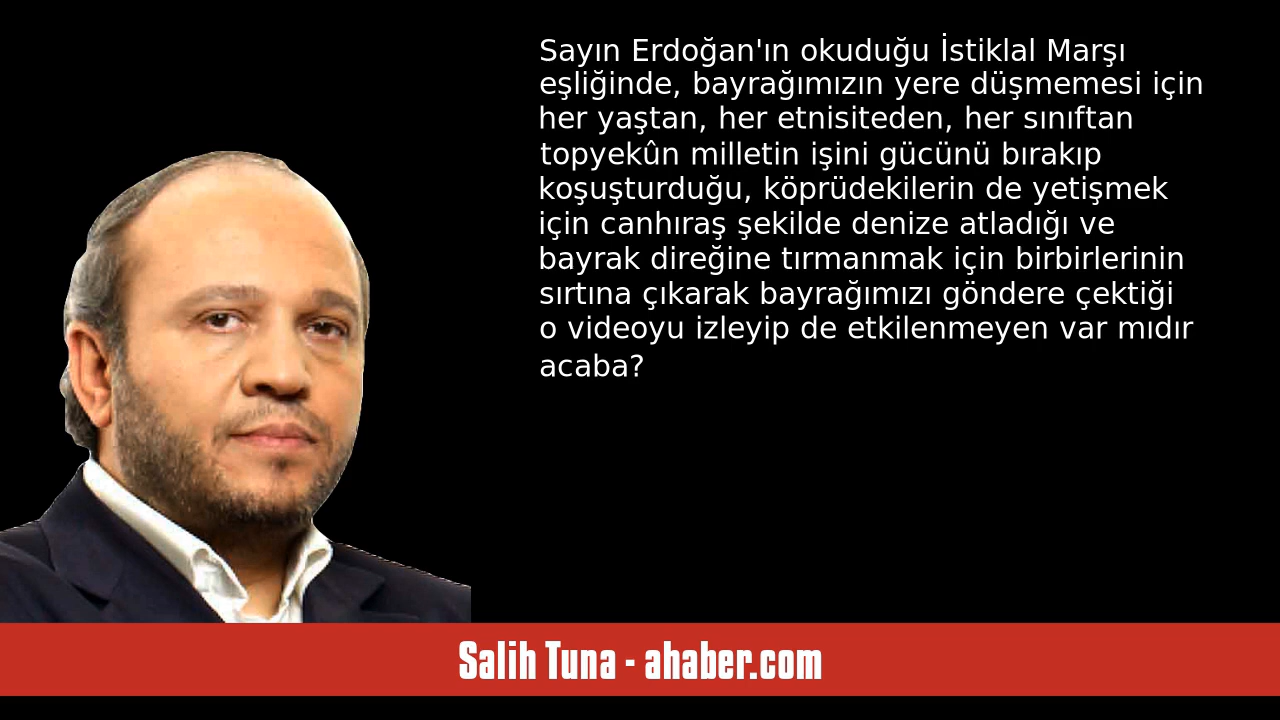 Sayın Erdoğan'ın okuduğu İstiklal Marşı
eşliğinde, bayrağımızın yere düşmemesi için
her yaştan, her etnisiteden, her sınıftan
topyekûn milletin işini gücünü bırakıp
koşuşturduğu, köprüdekilerin de yetişmek
için canhıraş şekilde denize atladığı ve
bayrak direğine tırmanmak için birbirlerinin
sırtına çıkarak bayrağımızı göndere çektiği
o videoyu izleyip de etkilenmeyen var mıdır
acaba?
Salih Tuna - ahaber.com